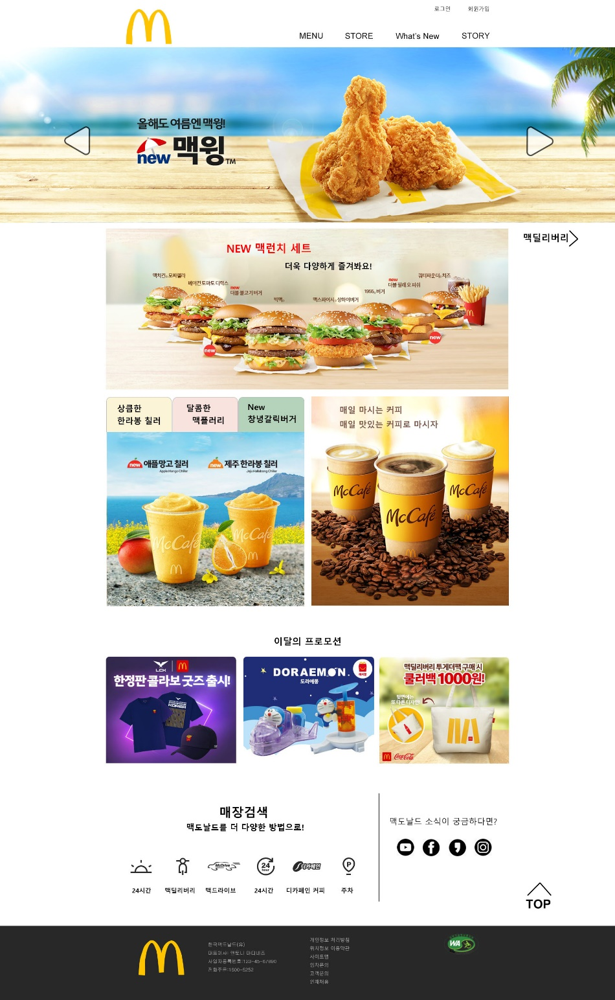 로그인 회원가입
MENU STORE What's New STORY
올해도 여름엔 맥윙!
new 맥윙TM
맥딜리버리
NEW 맥런치 세트
더욱 다양하게 즐겨봐요!
맥치킨® 모짜렐라
베이컨 토마토 디럭스
new
더블 불고기 버거
빅맥®
맥스파이시® 상하이버거
1955® 버거
new
더블 필레 오 피쉬
쿼터파운더® 치즈
new
new
상큼한
한라봉 칠러
달콤한
맥플러리
New
창녕갈릭버거
new 애플망고 칠러
Apple Mango Chiller
new 제주 한라봉 칠러
Jeju Hallabong Chiller
McCafé
McCafé
매일 마시는 커피
매일 맛있는 커피로 마시자
McCafé
McCafé
McCafé
이달의 프로모션
LCK
한정판 콜라보 굿즈 출시!
KOREA
DORAEMON
도라에몽
해피밀
맥딜리버리 투게더팩 구매 시
쿨러백 1000원!
뒷면에는
또 다른 디자인!
Coca-Cola
매장검색
맥도날드를 더 다양한 방법으로!
McDrive
24
hour
디카페인
P
24시간 맥딜리버리 맥드라이브 24시간 디카페인 커피 주차
맥도날드 소식이 궁금하다면?
TOP
한국맥도날드(유)
대표이사: 앤토니 마티네즈
사업자등록번호:123-45-67890
전화주문:1600-5252
개인정보 처리방침
위치정보 이용약관
사이트맵
임차문의
고객문의
인재채용
WA